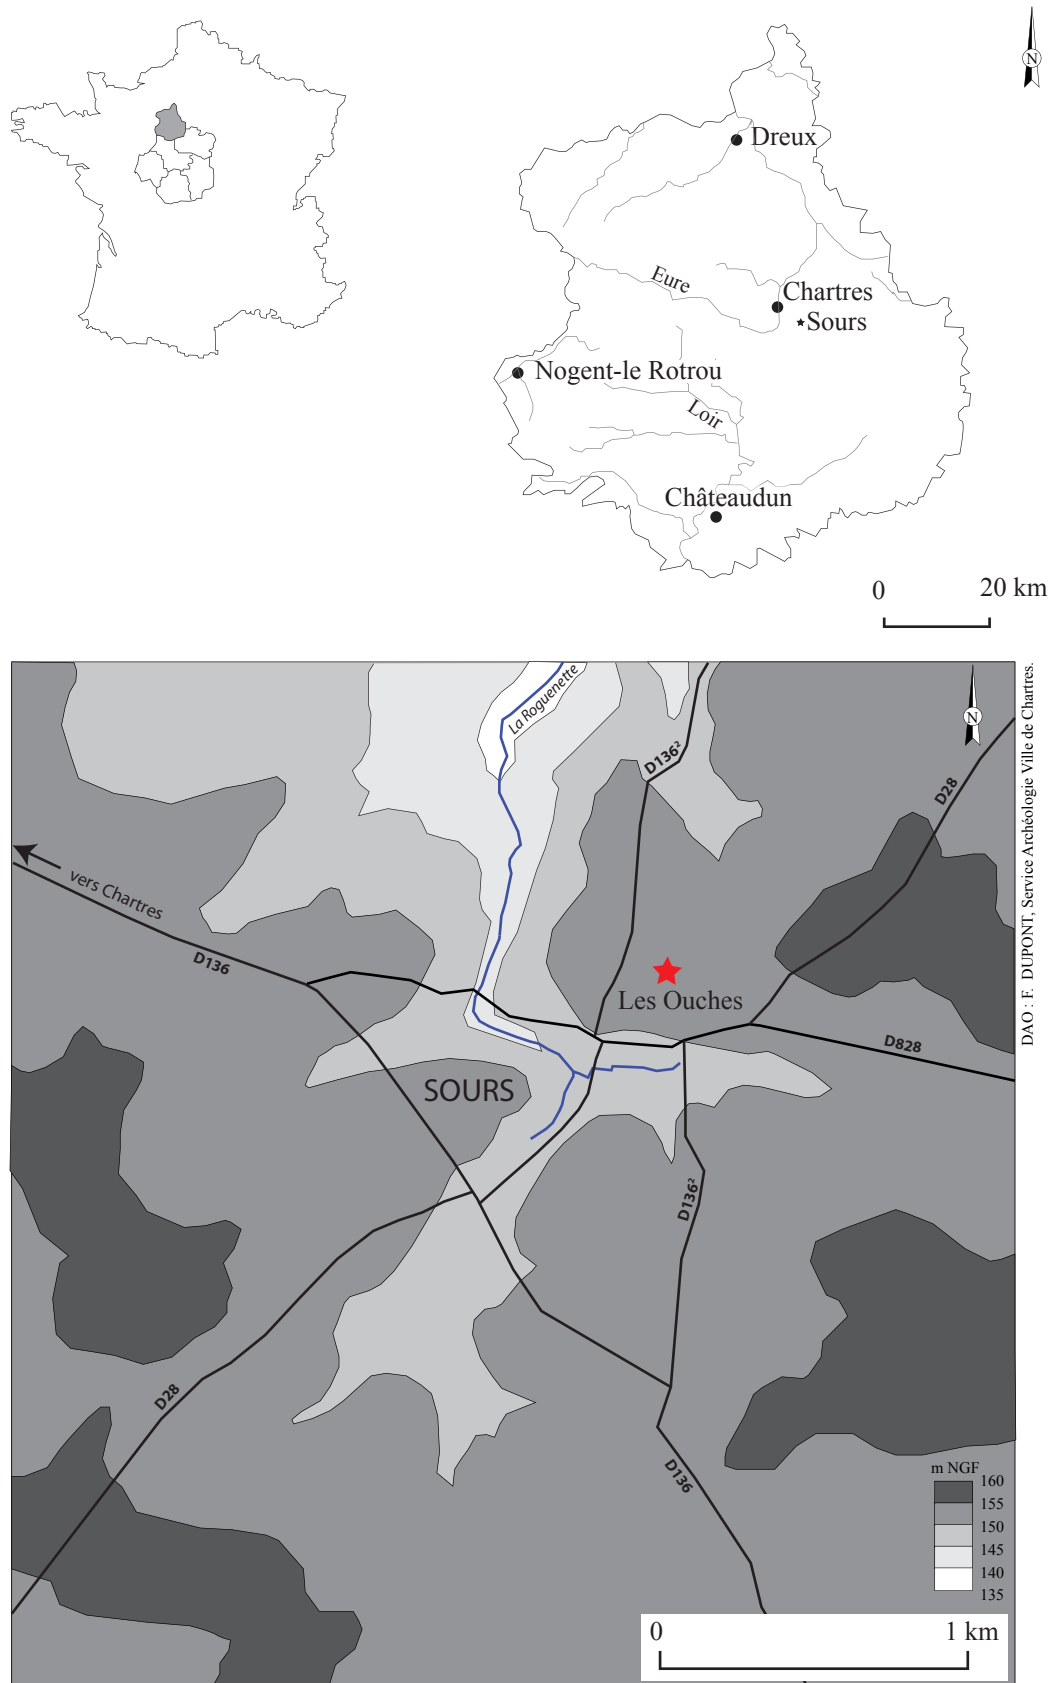 N
Dreux
Eure
Chartres
Sours
Nogent-le Rotrou
Loir
Châteaudun
0 20 km
La Roguenette
N
D136²
D28
vers Chartres
D136
Les Ouches
D828
SOURS
D136²
D28
D136
m NGF
160
155
150
145
140
135
0 1 km
DAO : F. DUPONT, Service Archéologie Ville de Chartres.